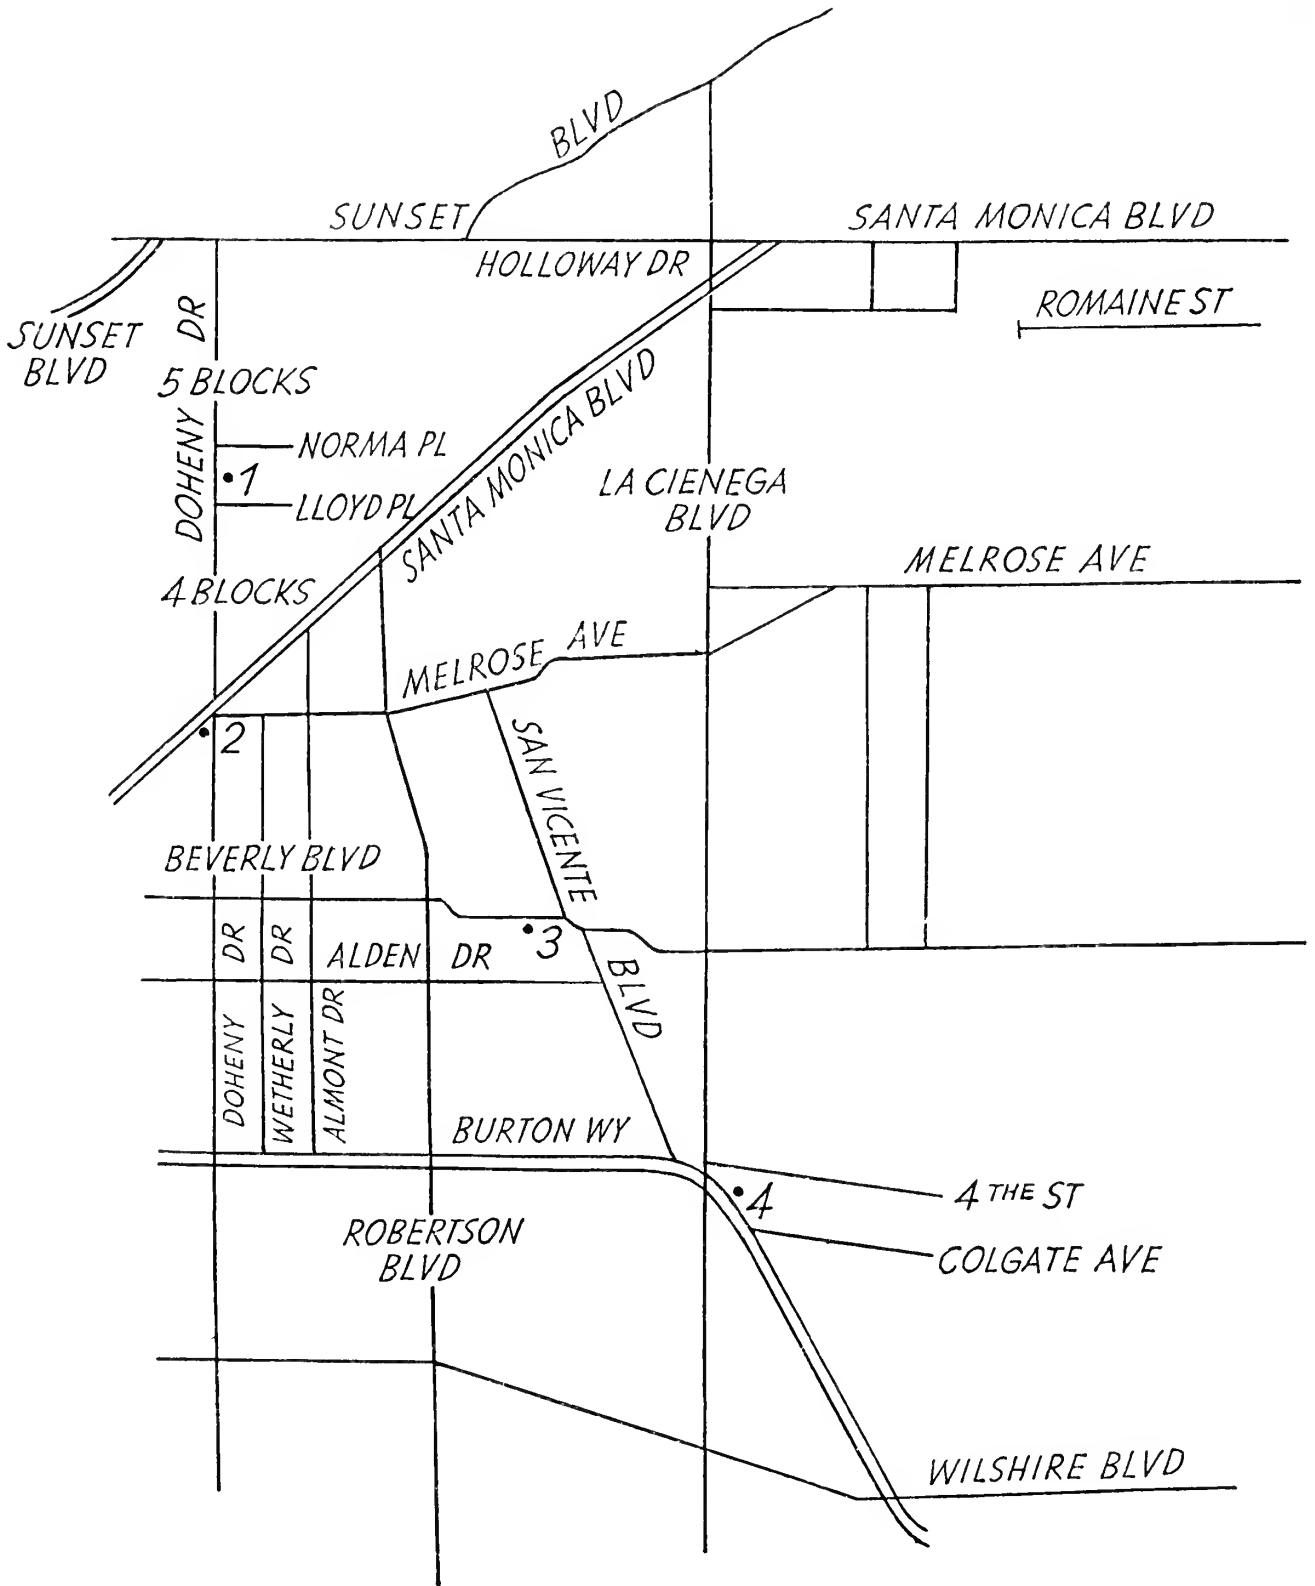 BLVD
SUNSET
SANTA MONICA BLVD
HOLLOWAY DR
SUNSET
BLVD
ROMAINE ST
DOHENY DR
5 BLOCKS
NORMA PL
1
LLOYD PL
SANTA MONICA BLVD
LA CIENEGA
BLVD
4 BLOCKS
MELROSE AVE
MELROSE AVE
2
SAN VICENTE BLVD
BEVERLY BLVD
3
ALDEN DR
DOHENY DR
WETHERLY DR
ALMONT DR
BURTON WY
4 THE ST
4
COLGATE AVE
ROBERTSON
BLVD
WILSHIRE BLVD